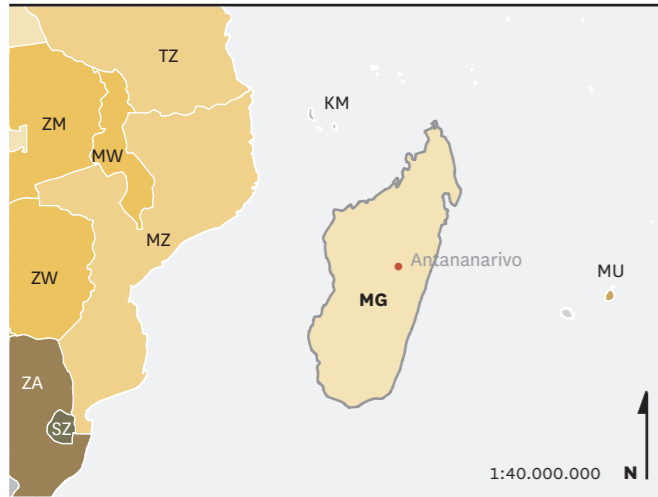 TZ
KM
ZM
MW
MZ
Antananarivo
ZW
MU
MG
ZA
SZ
1:40.000.000 N